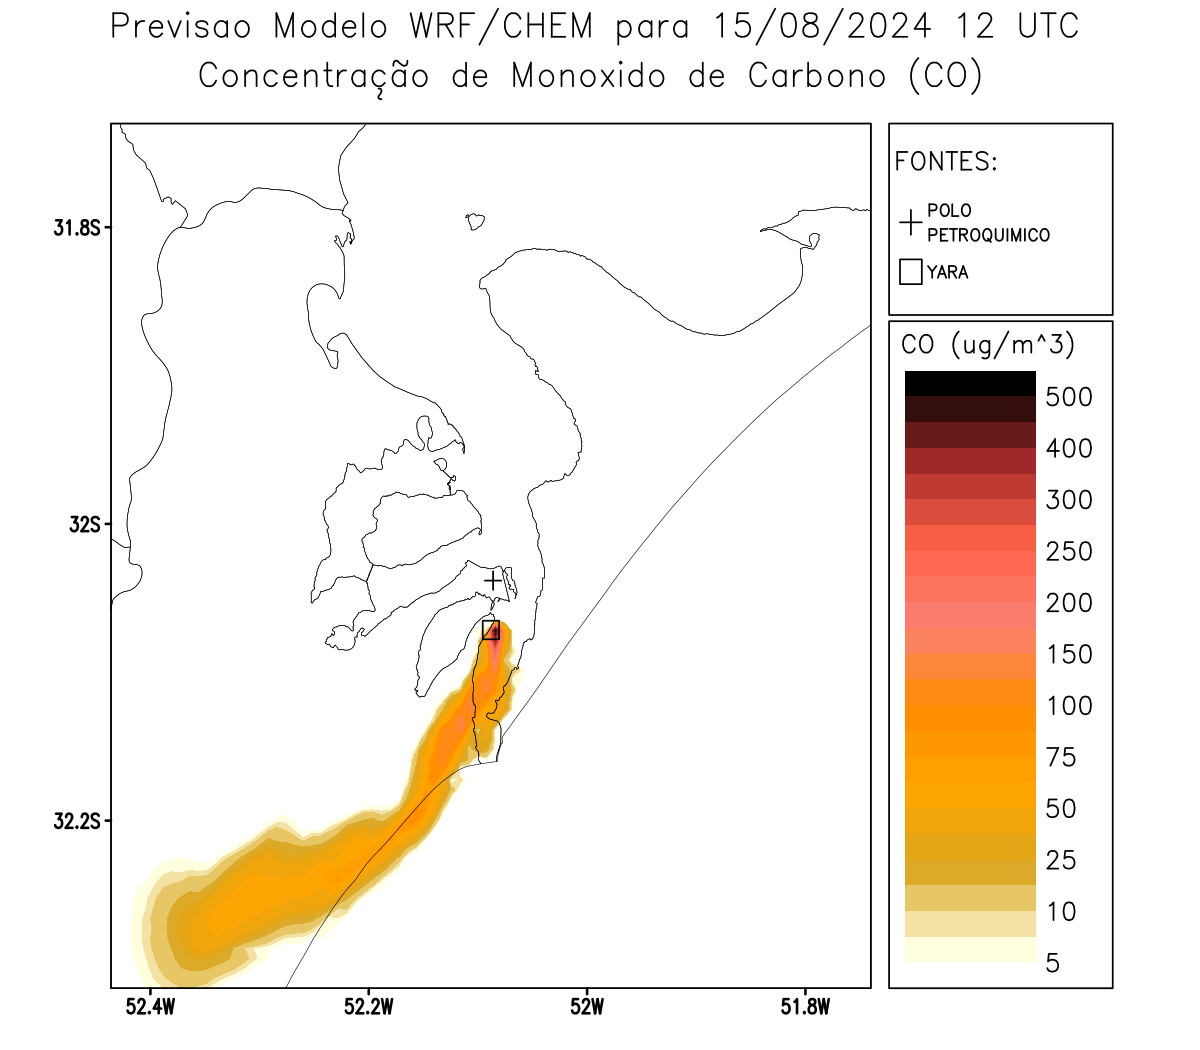 Previsao Modelo WRF/CHEM para 15/08/2024 12 UTC
Concentração de Monoxido de Carbono (CO)
FONTES:
POLO
PETROQUIMICO
YARA
CO (ug/m^3)
500
400
300
250
200
150
100
75
50
25
10
5
31.8S
32S
32.2S
52.4W 52.2W 52W 51.8W